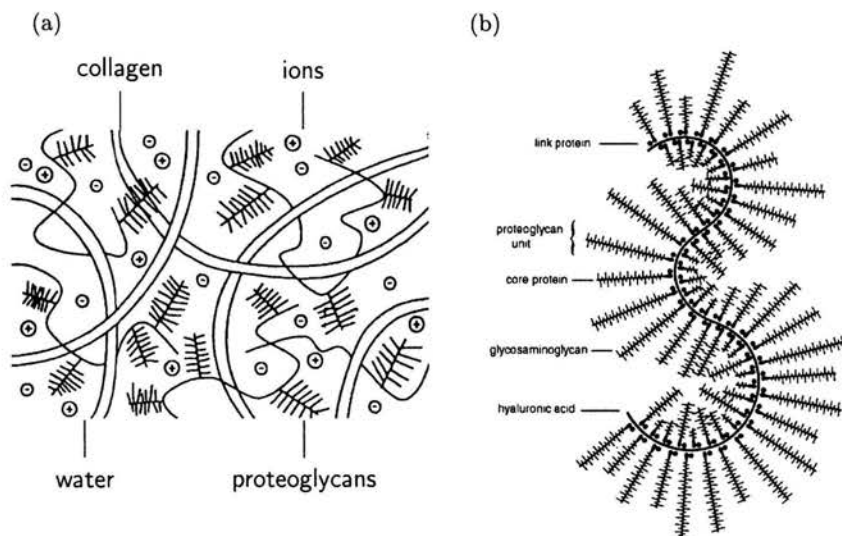 (a)
collagen
ions
water
proteoglycans
(b)
link protein
proteoglycan
unit
core protein
glycosaminoglycan
hyaluronic acid